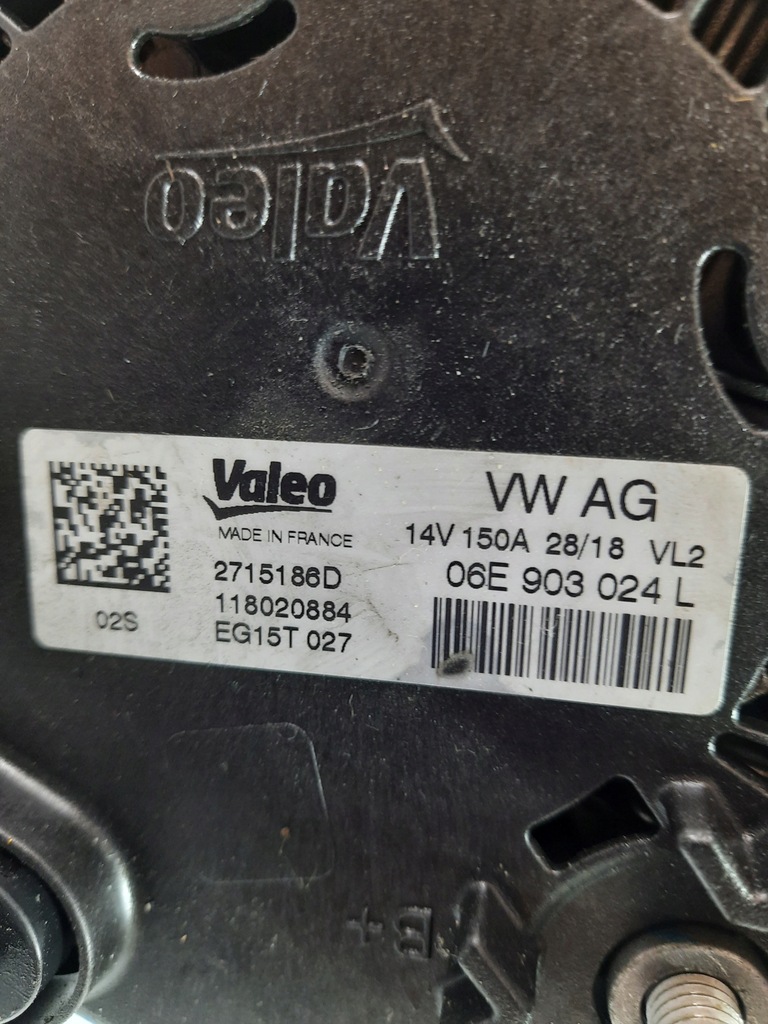 Valeo
Valeo
MADE IN FRANCE
2715186D
118020884
EG15T 027
02S
VW AG
14V 150A 28/18 VL2
06E 903 024 L
B+